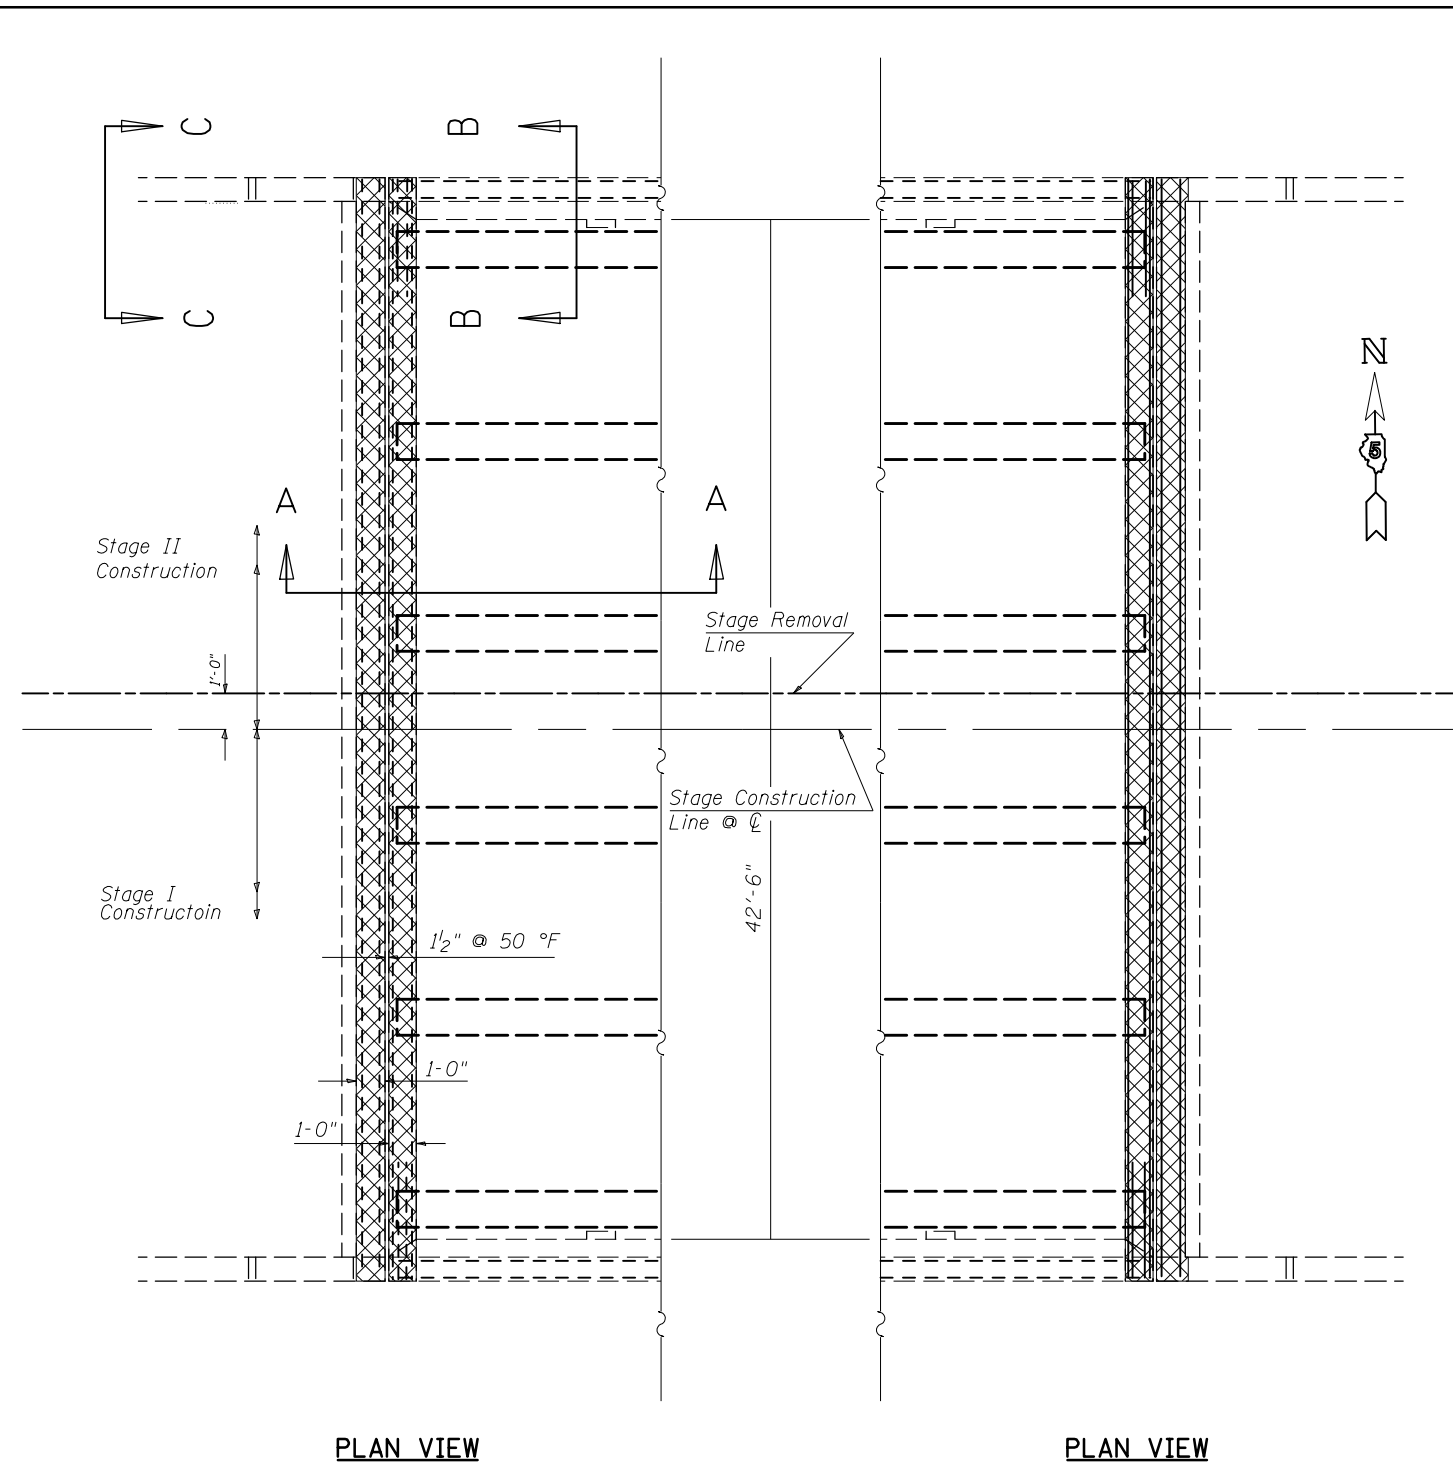 C
B
C
B
N
5
A
A
Stage II
Construction
Stage Removal
Line
1'-0"
Stage Construction
Line @ ℄
42'-6"
Stage I
Constructoin
1½" @ 50 °F
1-0"
1-0"
PLAN VIEW
PLAN VIEW